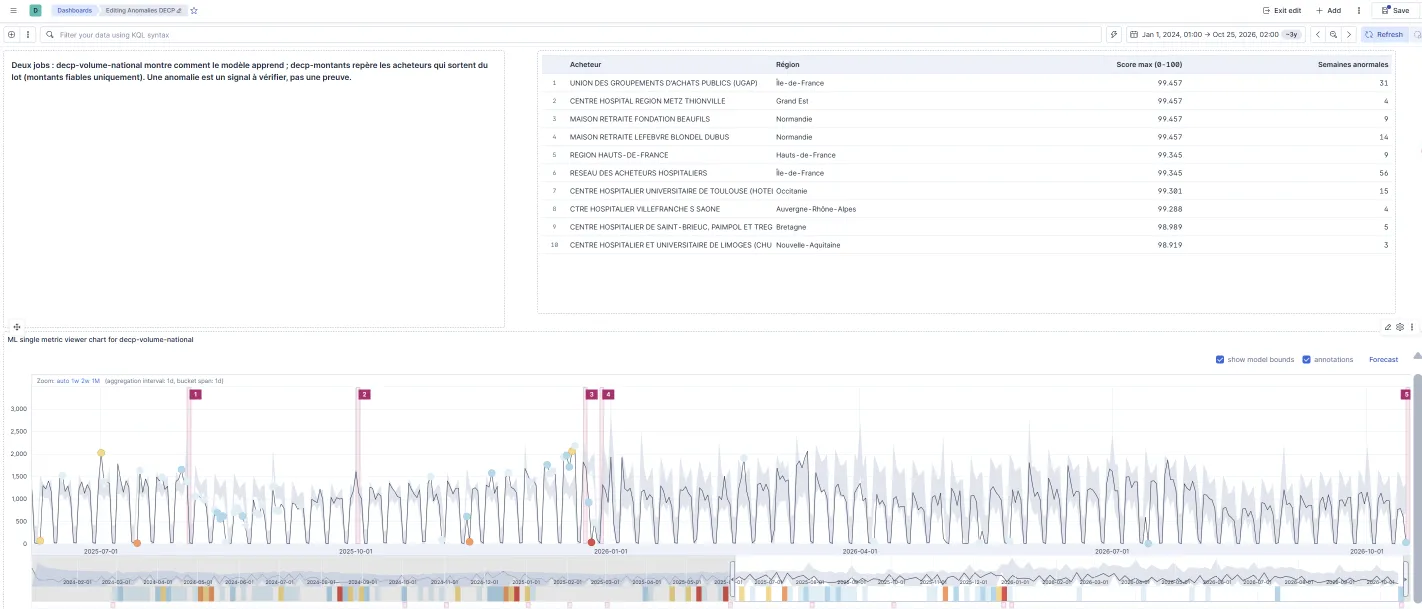 D Dashboards Editing Anomalies DECP
Exit edit Add Save
Filter your data using KQL syntax
Jan 1, 2024, 01:00 → Oct 25, 2026, 02:00 ~3y Refresh
Deux jobs : decp-volume-national montre comment le modèle apprend ; decp-montants repère les acheteurs qui sortent du
lot (montants fiables uniquement). Une anomalie est un signal à vérifier, pas une preuve.
Acheteur Région Score max (0-100) Semaines anormales
1 UNION DES GROUPEMENTS D'ACHATS PUBLICS (UGAP) Île-de-France 99.457 31
2 CENTRE HOSPITAL REGION METZ THIONVILLE Grand Est 99.457 4
3 MAISON RETRAITE FONDATION BEAUFILS Normandie 99.457 9
4 MAISON RETRAITE LEFEBVRE BLONDEL DUBUS Normandie 99.457 14
5 REGION HAUTS-DE-FRANCE Hauts-de-France 99.345 9
6 RESEAU DES ACHETEURS HOSPITALIERS Île-de-France 99.345 56
7 CENTRE HOSPITALIER UNIVERSITAIRE DE TOULOUSE (HOTEL Occitanie 99.301 15
8 CTRE HOSPITALIER VILLEFRANCHE S SAONE Auvergne-Rhône-Alpes 99.288 4
9 CENTRE HOSPITALIER DE SAINT-BRIEUC, PAIMPOL ET TREG Bretagne 98.989 5
10 CENTRE HOSPITALIER ET UNIVERSITAIRE DE LIMOGES (CHU Nouvelle-Aquitaine 98.919 3
ML single metric viewer chart for decp-volume-national
show model bounds annotations Forecast
Zoom: auto 1w 2w 1M (aggregation interval: 1d, bucket span: 1d)
1 2 3 4 5
3,000
2,500
2,000
1,500
1,000
500
0
2025-07-01 2025-10-01 2026-01-01 2026-04-01 2026-07-01 2026-10-01